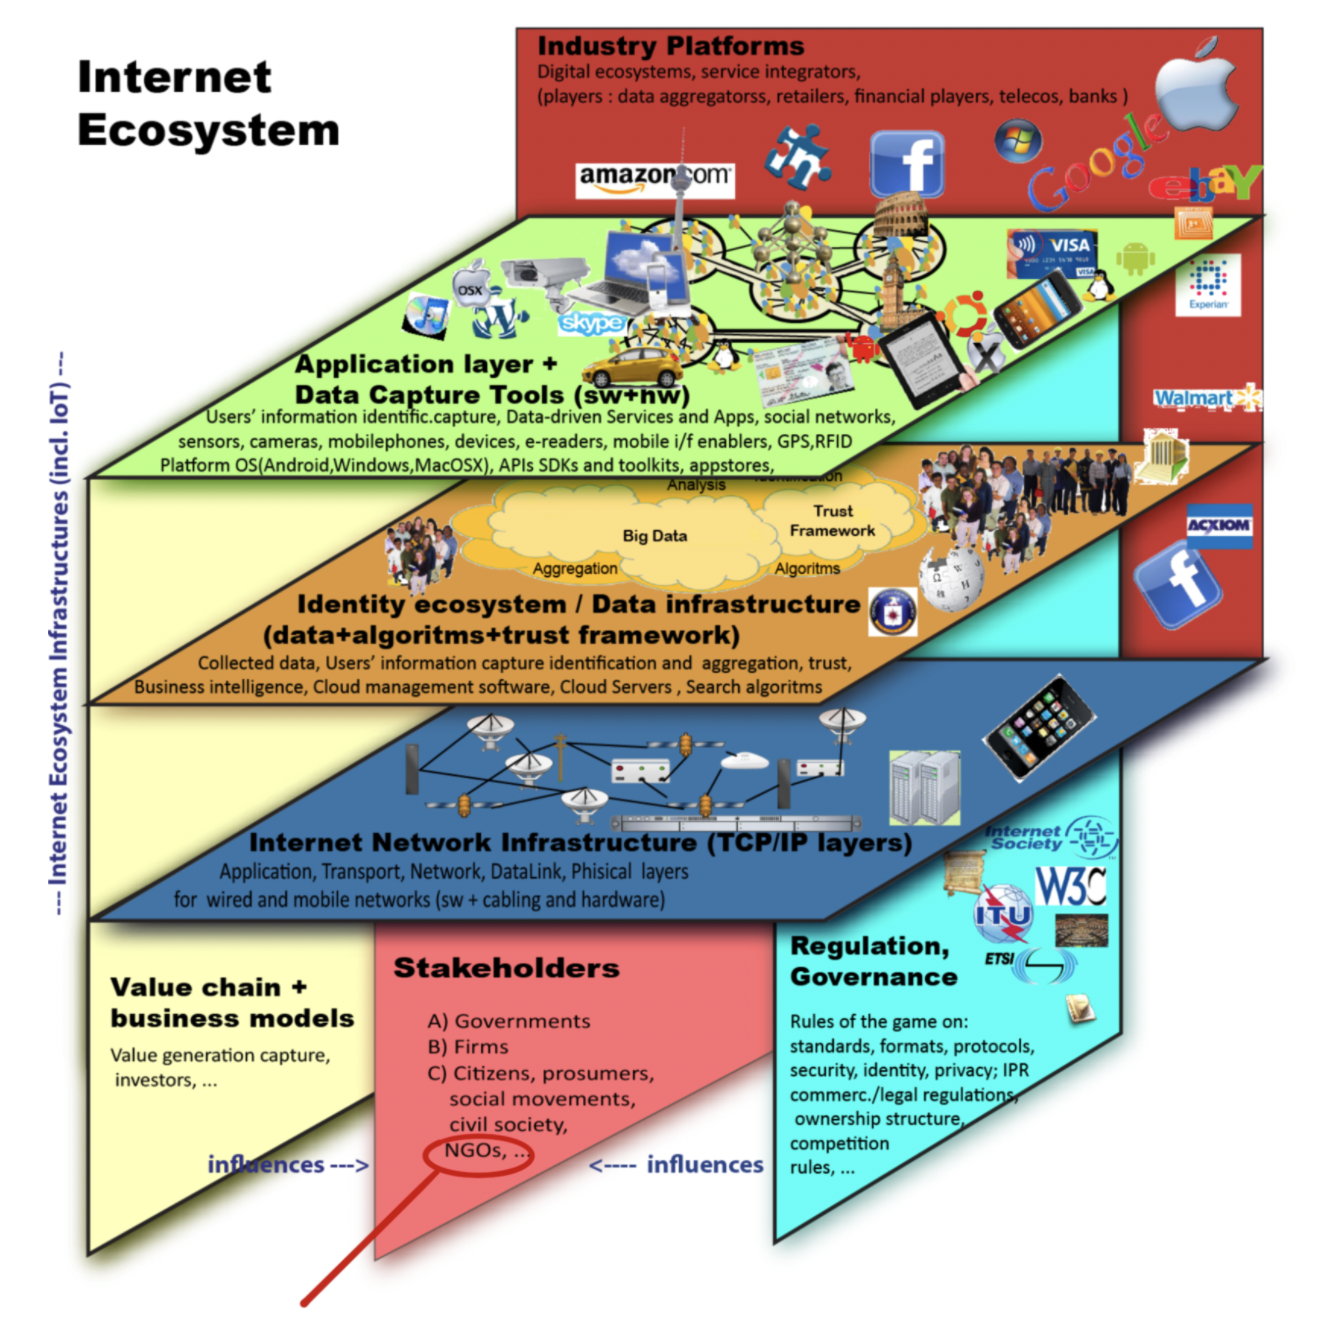 Internet
Ecosystem
Industry Platforms
Digital ecosystems, service integrators,
(players : data aggregatorss, retailers, financial players, telecos, banks )
amazon.com
f
Google
ebaY
VISA
VISA
Experian
OSX
skype
X
Walmart
Application layer +
Data Capture Tools (sw+hw)
Users' information identific.capture, Data-driven Services and Apps, social networks,
sensors, cameras, mobilephones, devices, e-readers, mobile i/f enablers, GPS,RFID
Platform OS(Android,Windows,MacOSX), APIs SDKs and toolkits, appstores,
Analysis
Identification
Big Data
Trust
Framework
Aggregation
Algoritms
ACXIOM
f
Identity ecosystem / Data infrastructure
(data+algoritms+trust framework)
Collected data, Users' information capture identification and aggregation, trust,
Business intelligence, Cloud management software, Cloud Servers , Search algoritms
--- Internet Ecosystem Infrastructures (incl. IoT) ---
Internet Network Infrastructure (TCP/IP layers)
Application, Transport, Network, DataLink, Phisical layers
for wired and mobile networks (sw + cabling and hardware)
Internet
Society
W3C
ITU
ETSI
Value chain +
business models
Value generation capture,
investors, ...
Stakeholders
A) Governments
B) Firms
C) Citizens, prosumers,
social movements,
civil society,
NGOs, ...
Regulation,
Governance
Rules of the game on:
standards, formats, protocols,
security, identity, privacy; IPR
commerc./legal regulations,
ownership structure,
competition
rules, ...
influences --->
<---- influences